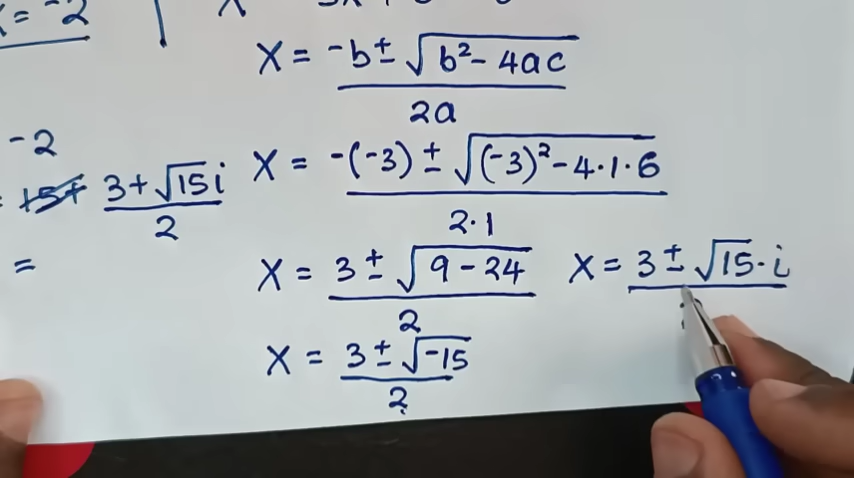 x = -2
x = -b ± √(b² - 4ac) / 2a
-2
x = -(-3) ± √((-3)² - 4·1·6) / 2·1
3 + √15 i / 2
=
x = 3 ± √(9 - 24) / 2
x = 3 ± √15 · i
x = 3 ± √-15 / 2